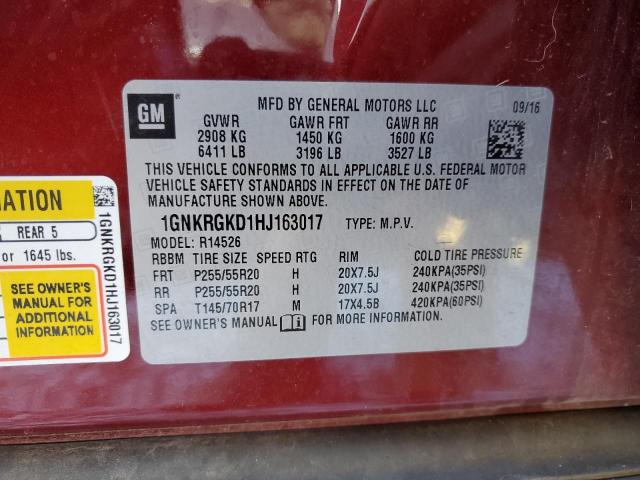 MATION
REAR 5
or 1645 lbs.
SEE OWNER'S
MANUAL FOR
ADDITIONAL
INFORMATION
1GNKRGKD1HJ163017
GM
MFD BY GENERAL MOTORS LLC 09/16
GVWR GAWR FRT GAWR RR
2908 KG 1450 KG 1600 KG
6411 LB 3196 LB 3527 LB
THIS VEHICLE CONFORMS TO ALL APPLICABLE U.S. FEDERAL MOTOR
VEHICLE SAFETY STANDARDS IN EFFECT ON THE DATE OF
MANUFACTURE SHOWN ABOVE.
1GNKRGKD1HJ163017 TYPE: M.P.V.
MODEL: R14526
RBBM TIRE SIZE SPEED RTG RIM COLD TIRE PRESSURE
FRT P255/55R20 H 20X7.5J 240KPA(35PSI)
RR P255/55R20 H 20X7.5J 240KPA(35PSI)
SPA T145/70R17 M 17X4.5B 420KPA(60PSI)
SEE OWNER'S MANUAL FOR MORE INFORMATION.